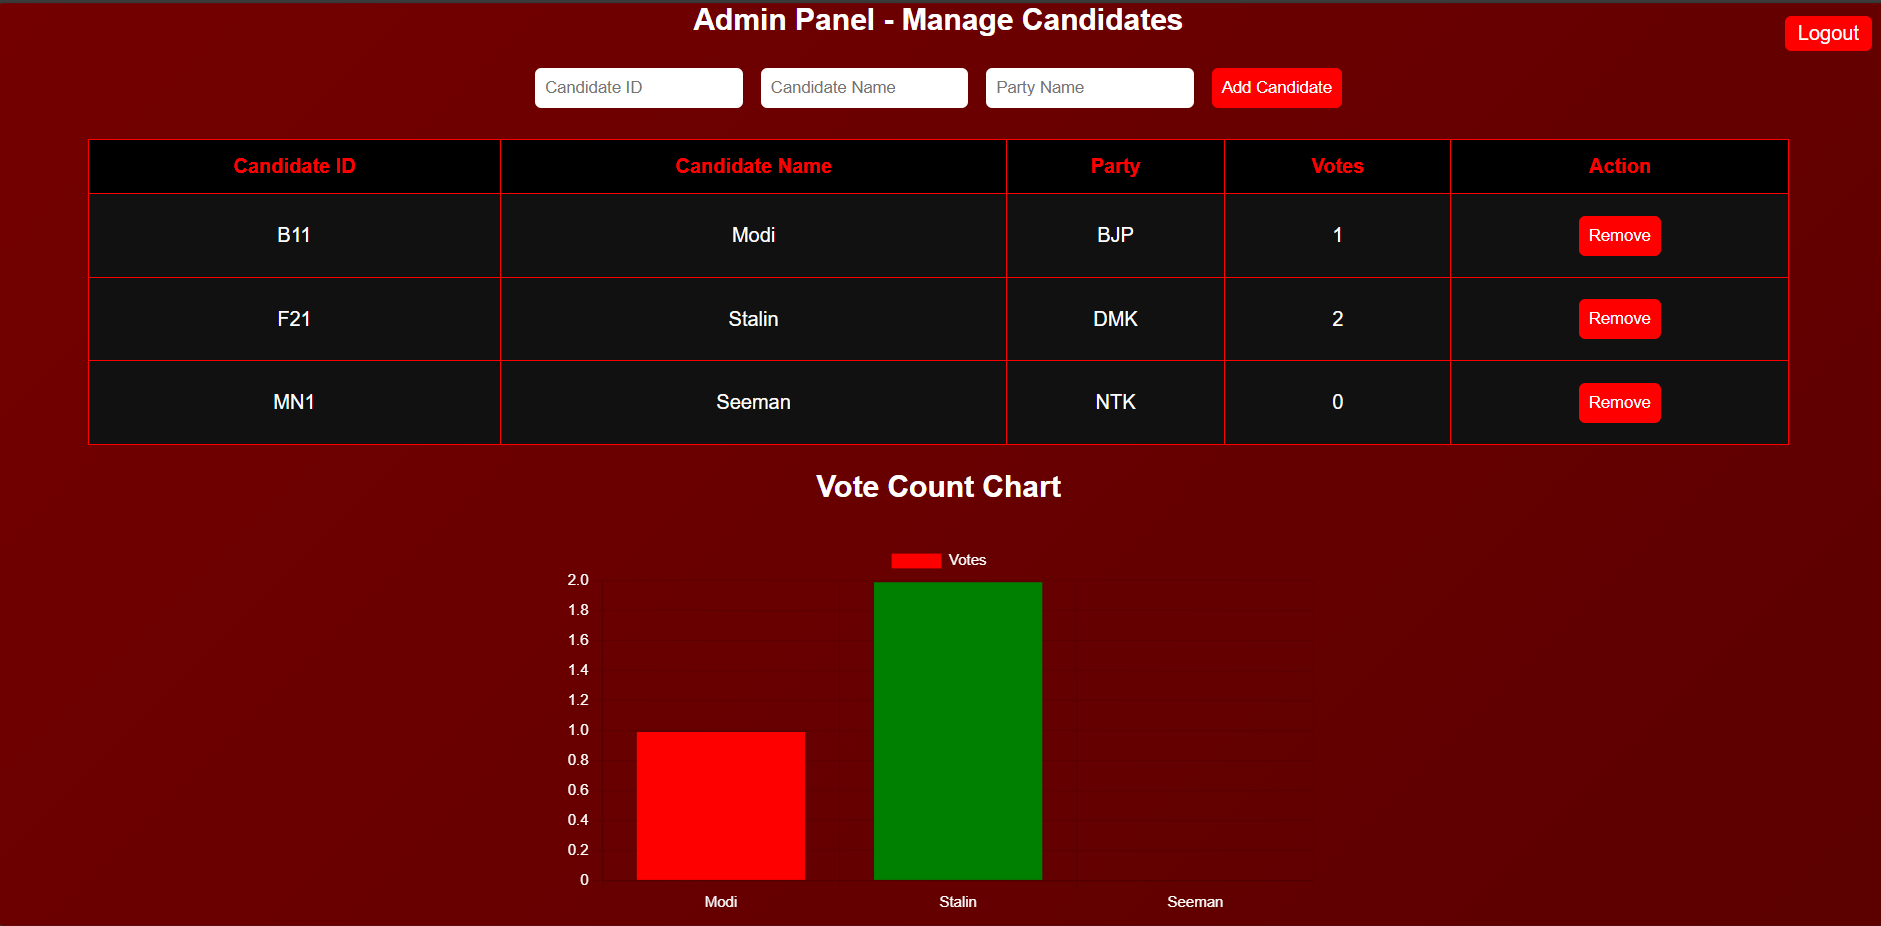 Admin Panel - Manage Candidates
Logout
Candidate ID Candidate Name Party Name Add Candidate
Candidate ID Candidate Name Party Votes Action
B11 Modi BJP 1 Remove
F21 Stalin DMK 2 Remove
MN1 Seeman NTK 0 Remove
Vote Count Chart
Votes
2.0
1.8
1.6
1.4
1.2
1.0
0.8
0.6
0.4
0.2
0
Modi Stalin Seeman